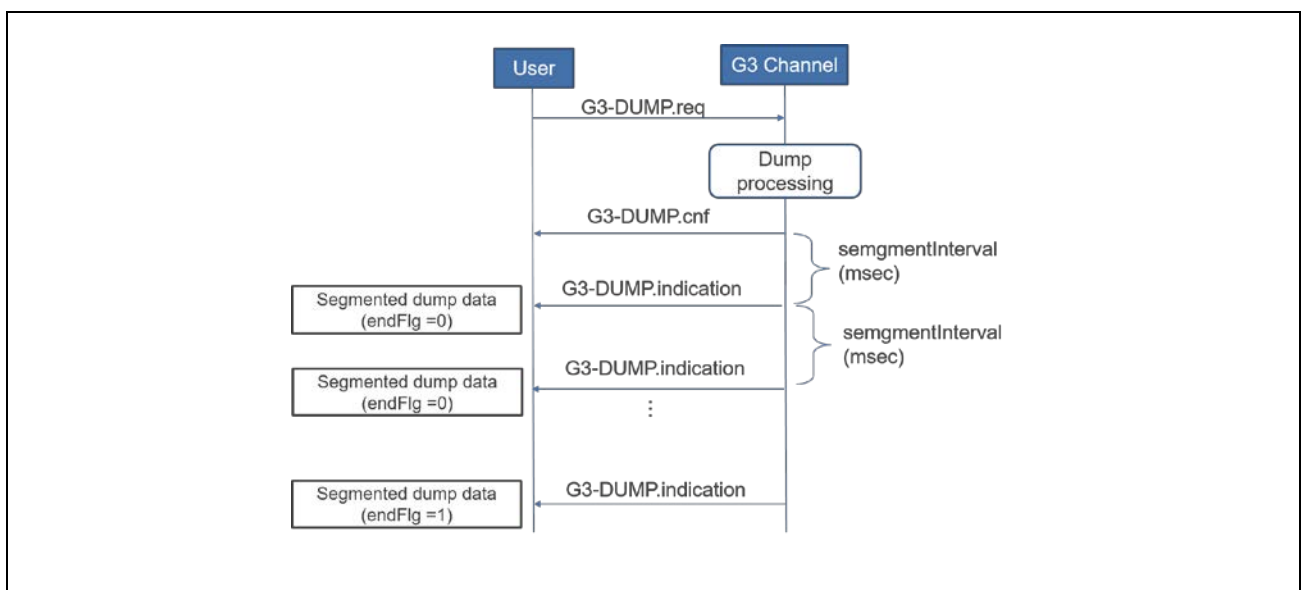 User
G3 Channel
G3-DUMP.req
Dump
processing
G3-DUMP.cnf
semgmentInterval
(msec)
G3-DUMP.indication
Segmented dump data
(endFlg =0)
semgmentInterval
(msec)
G3-DUMP.indication
Segmented dump data
(endFlg =0)
⋮
G3-DUMP.indication
Segmented dump data
(endFlg =1)